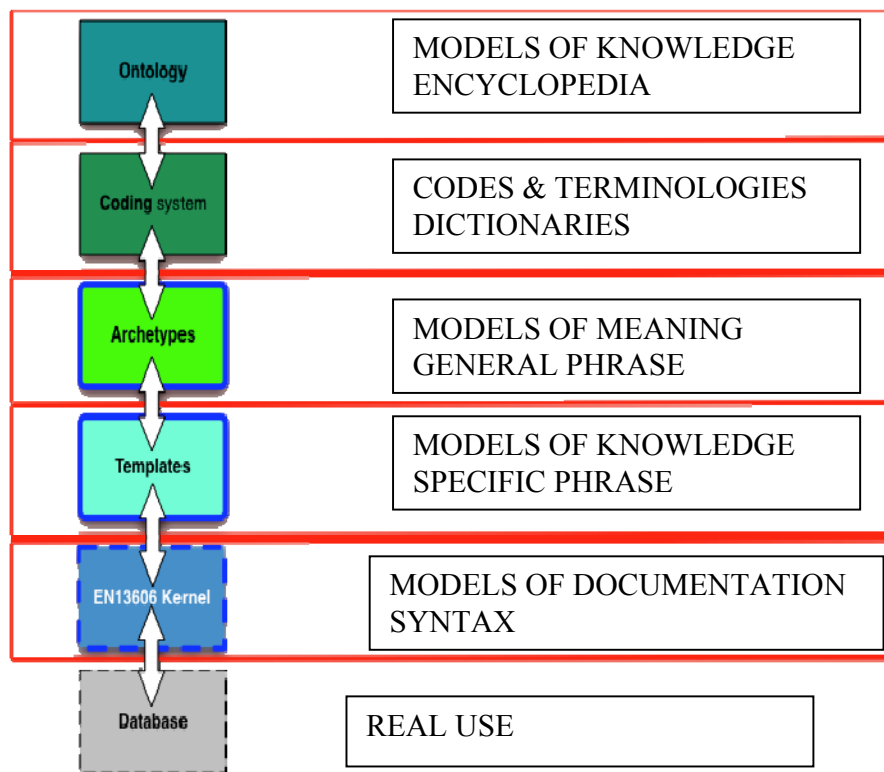 Ontology
MODELS OF KNOWLEDGE
ENCYCLOPEDIA
Coding system
CODES & TERMINOLOGIES
DICTIONARIES
Archetypes
MODELS OF MEANING
GENERAL PHRASE
Templates
MODELS OF KNOWLEDGE
SPECIFIC PHRASE
EN13606 Kernel
MODELS OF DOCUMENTATION
SYNTAX
Database
REAL USE